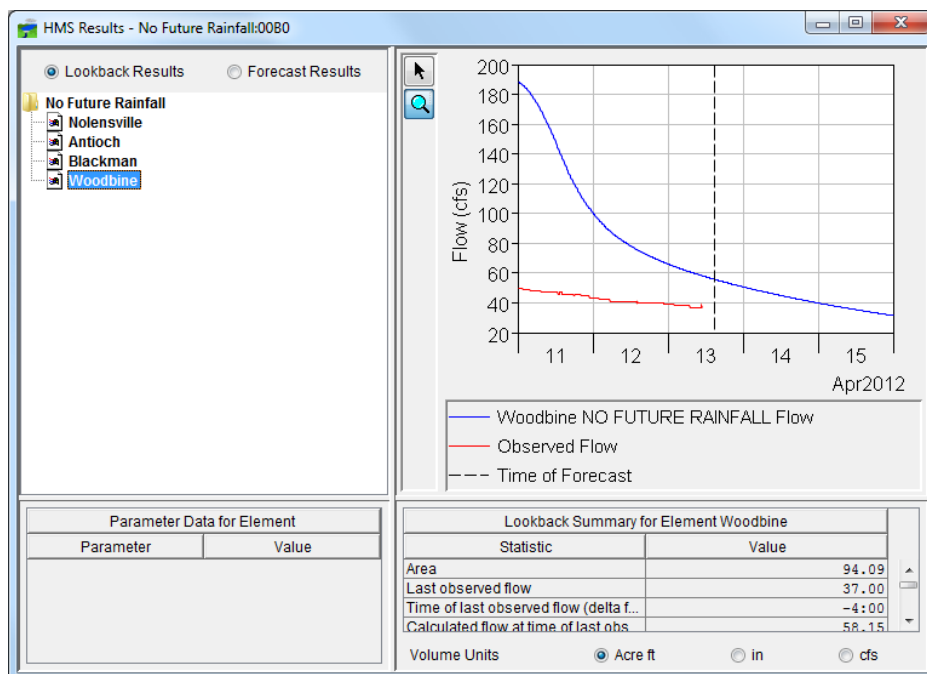 HMS Results - No Future Rainfall:00B0
Lookback Results Forecast Results
No Future Rainfall
Nolensville
Antioch
Blackman
Woodbine
200
180
160
140
120
100
80
60
40
20
Flow (cfs)
11 12 13 14 15
Apr2012
Woodbine NO FUTURE RAINFALL Flow
Observed Flow
Time of Forecast
Parameter Data for Element
Parameter Value
Lookback Summary for Element Woodbine
Statistic Value
Area 94.09
Last observed flow 37.00
Time of last observed flow (delta f... -4:00
Calculated flow at time of last obs 58.15
Volume Units Acre ft in cfs